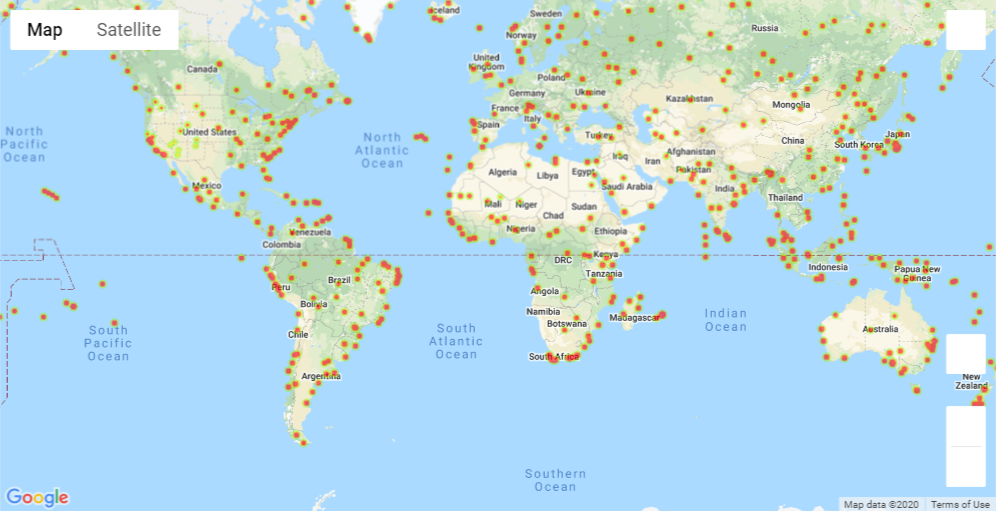 Map Satellite
Iceland
Sweden
Russia
Norway
Canada
United
Kingdom
Poland
Germany
Ukraine
Kazakhstan
Mongolia
France
Italy
North
Pacific
Ocean
United States
North
Atlantic
Ocean
Spain
Turkey
China
Japan
South Korea
Iraq
Iran
Afghanistan
Pakistan
Algeria
Libya
Egypt
Saudi Arabia
India
Mexico
Mali
Niger
Chad
Sudan
Thailand
Nigeria
Ethiopia
Venezuela
Colombia
DRC
Kenya
Tanzania
Indonesia
Papua New
Guinea
Brazil
Peru
Bolivia
Angola
Namibia
Botswana
Madagascar
Indian
Ocean
South
Pacific
Ocean
South
Atlantic
Ocean
Chile
Australia
South Africa
Argentina
New
Zealand
Southern
Ocean
Google
Map data ©2020 Terms of Use